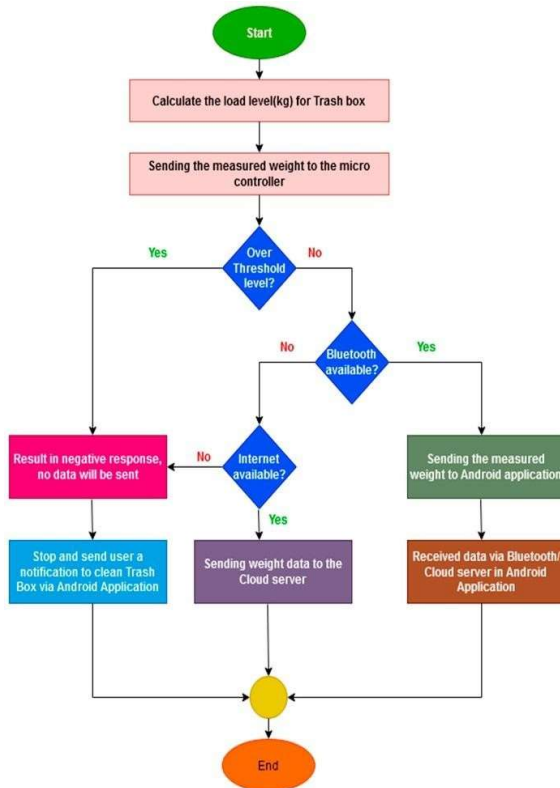 Start
Calculate the load level(kg) for Trash box
Sending the measured weight to the micro
controller
Yes
Over
Threshold
level?
No
No
Bluetooth
available?
Yes
Result in negative response,
no data will be sent
No
Internet
available?
Sending the measured
weight to Android application
Yes
Stop and send user a
notification to clean Trash
Box via Android Application
Sending weight data to the
Cloud server
Received data via Bluetooth/
Cloud server in Android
Application
End